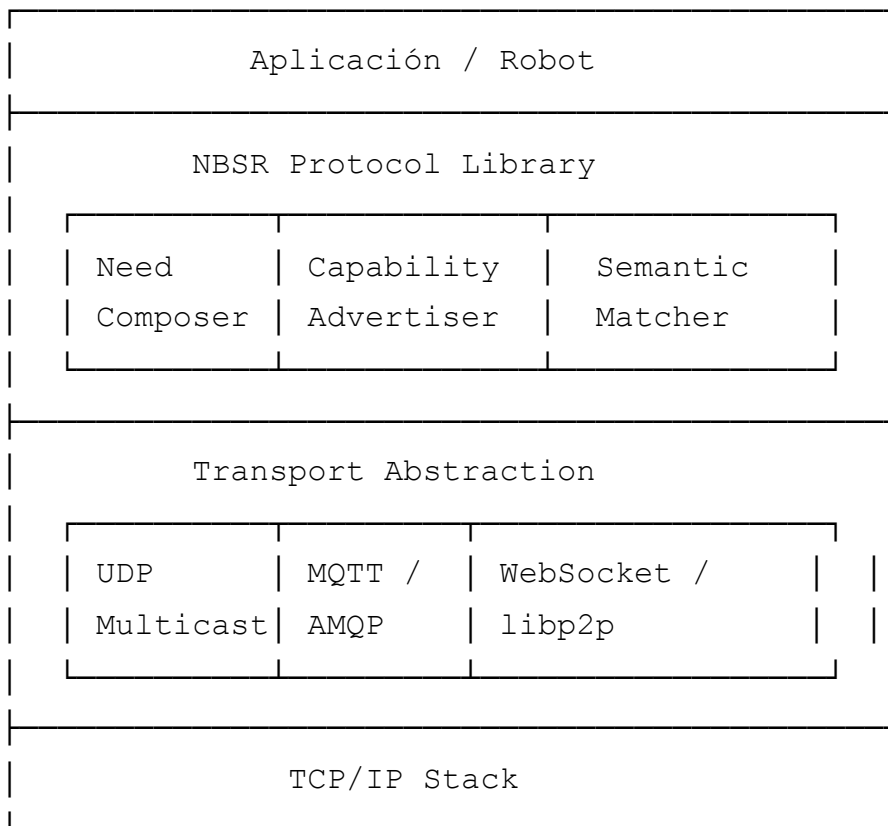 Aplicación / Robot
NBSR Protocol Library
Need Capability Semantic
Composer Advertiser Matcher
Transport Abstraction
UDP MQTT / WebSocket /
Multicast AMQP libp2p
TCP/IP Stack